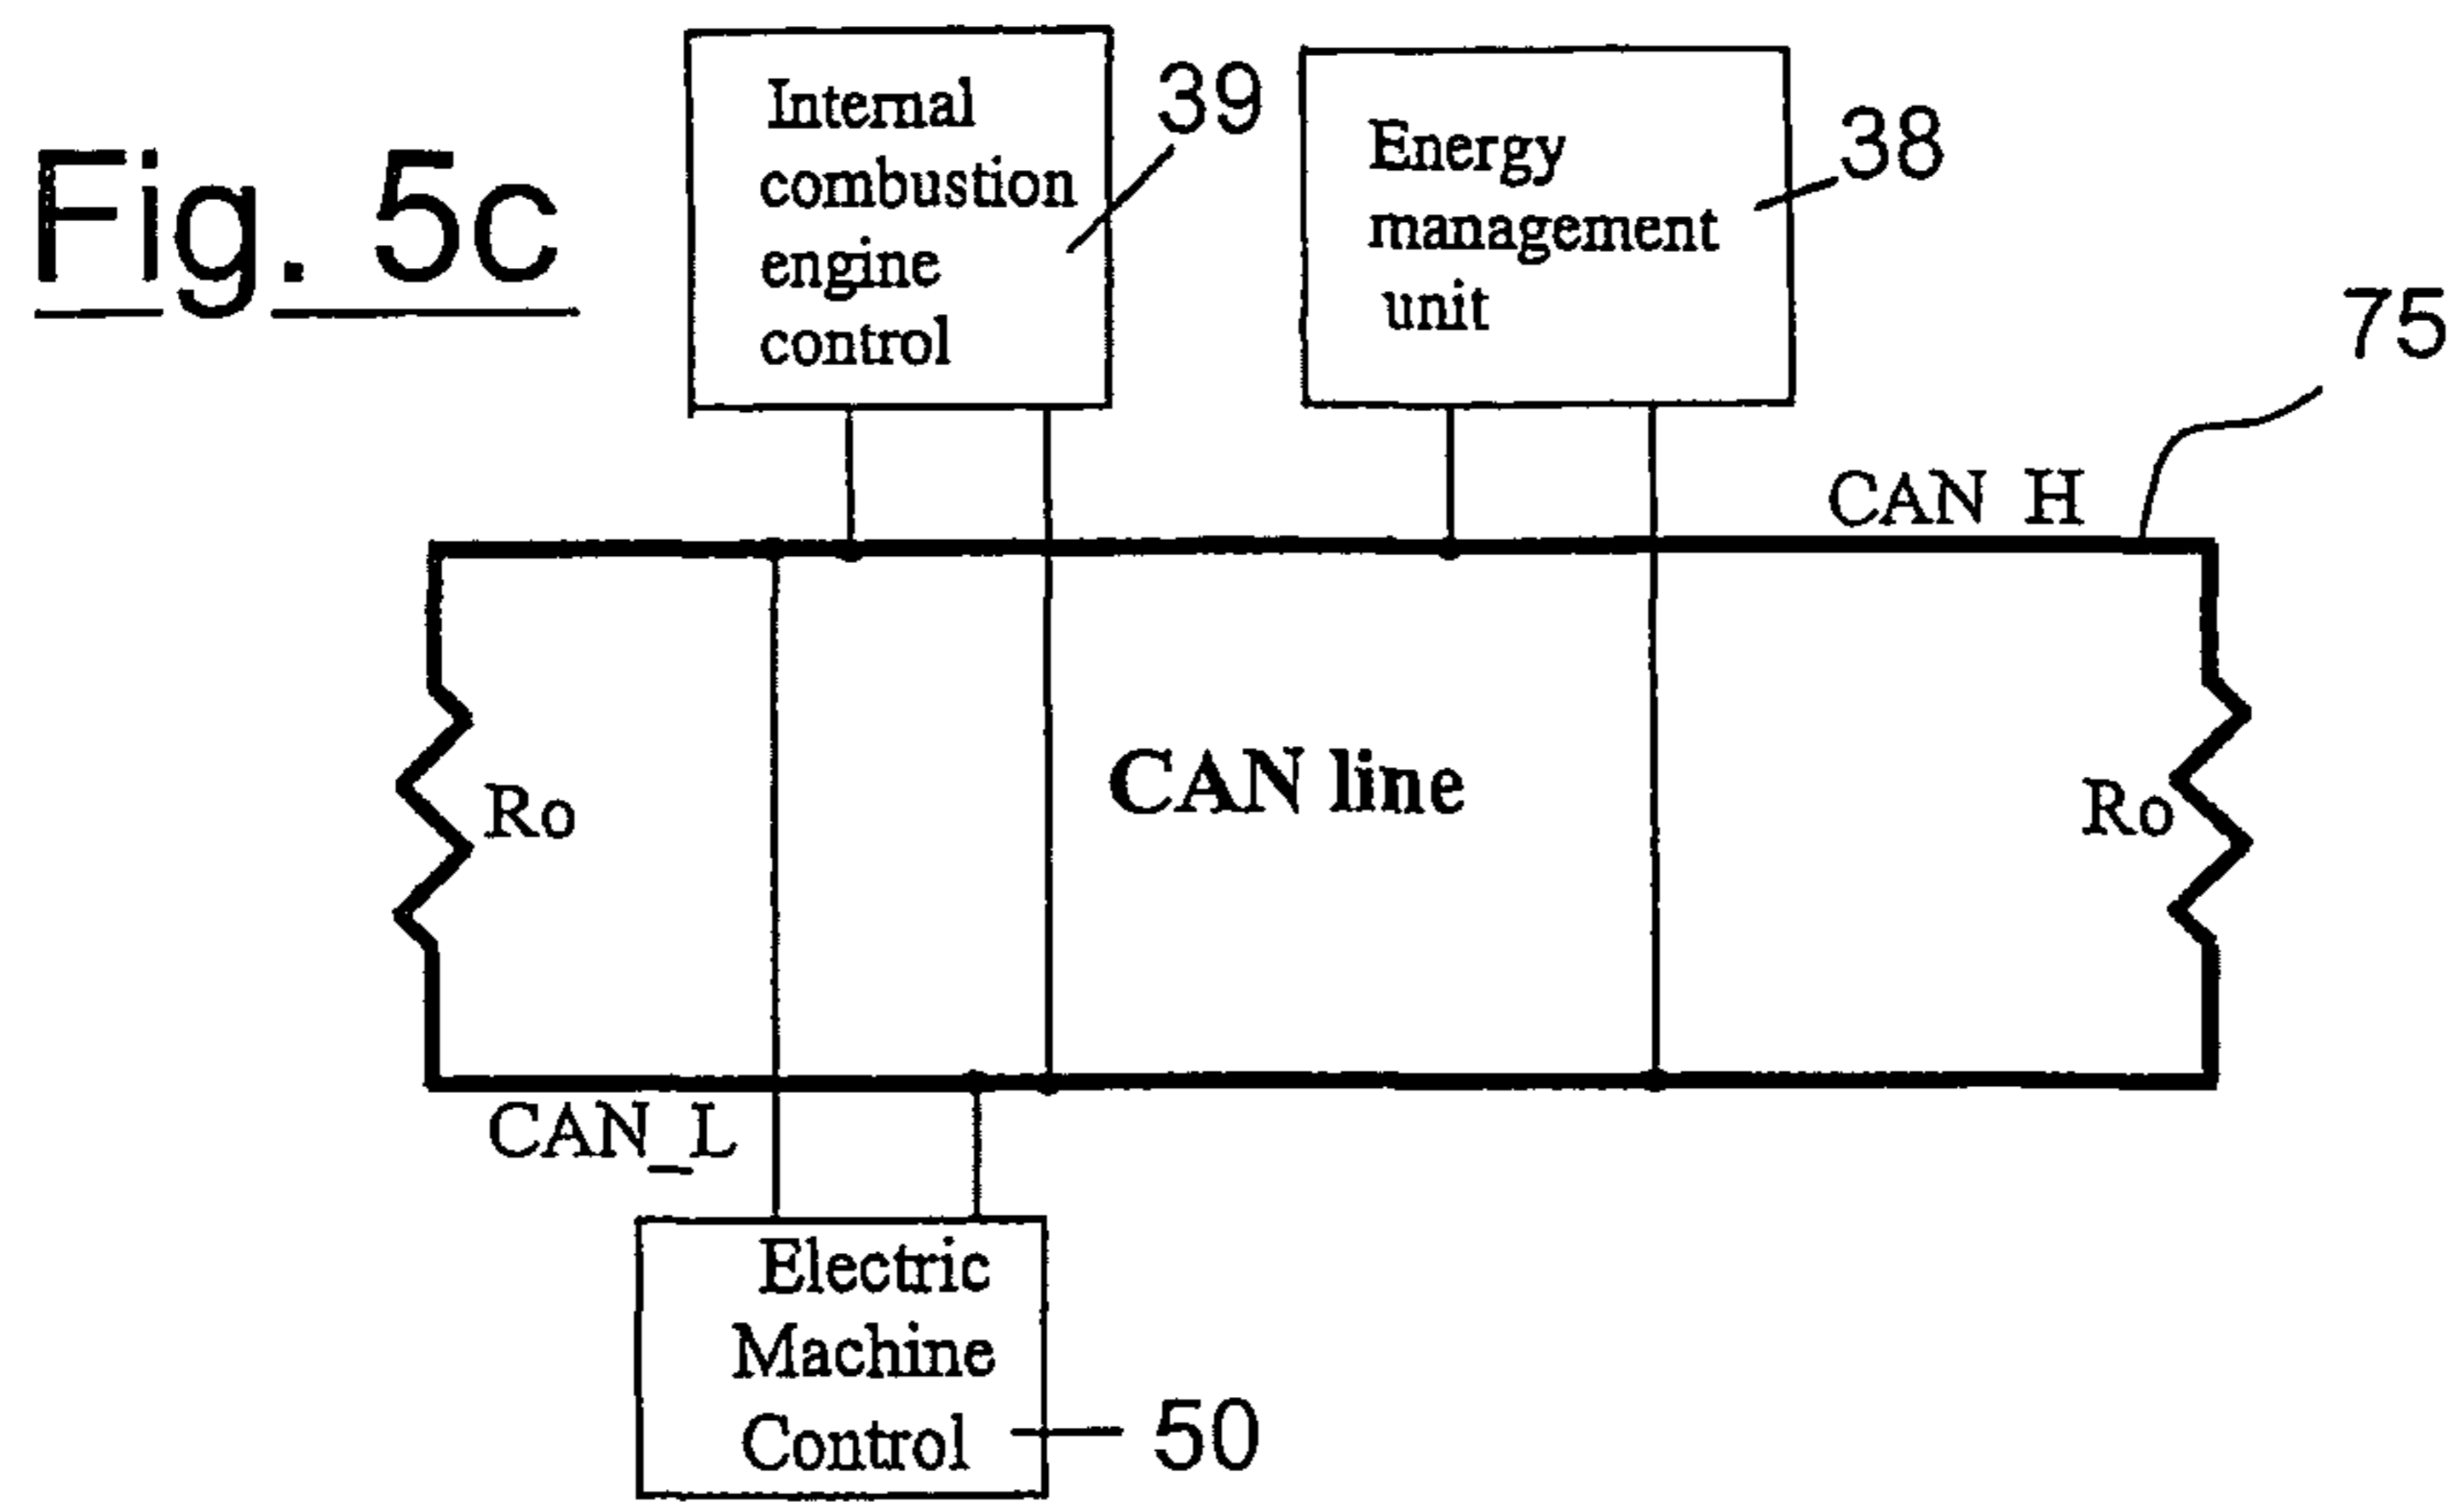 Fig. 5c
Internal
combustion
engine
control
39
Energy
management
unit
38
75
CAN H
Ro
CAN line
Ro
CAN_L
Electric
Machine
Control
50